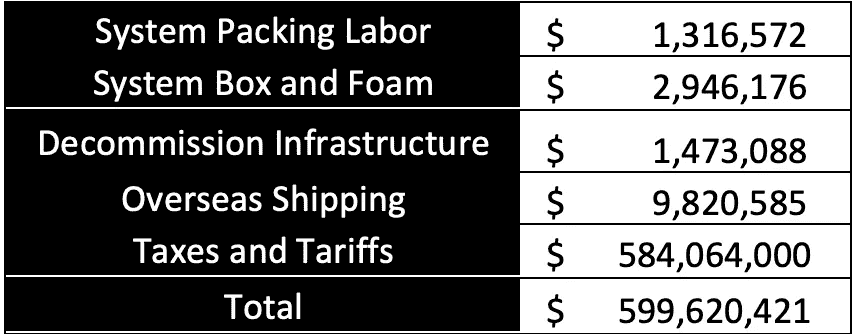 System Packing Labor $ 1,316,572
System Box and Foam $ 2,946,176
Decommission Infrastructure $ 1,473,088
Overseas Shipping $ 9,820,585
Taxes and Tariffs $ 584,064,000
Total $ 599,620,421